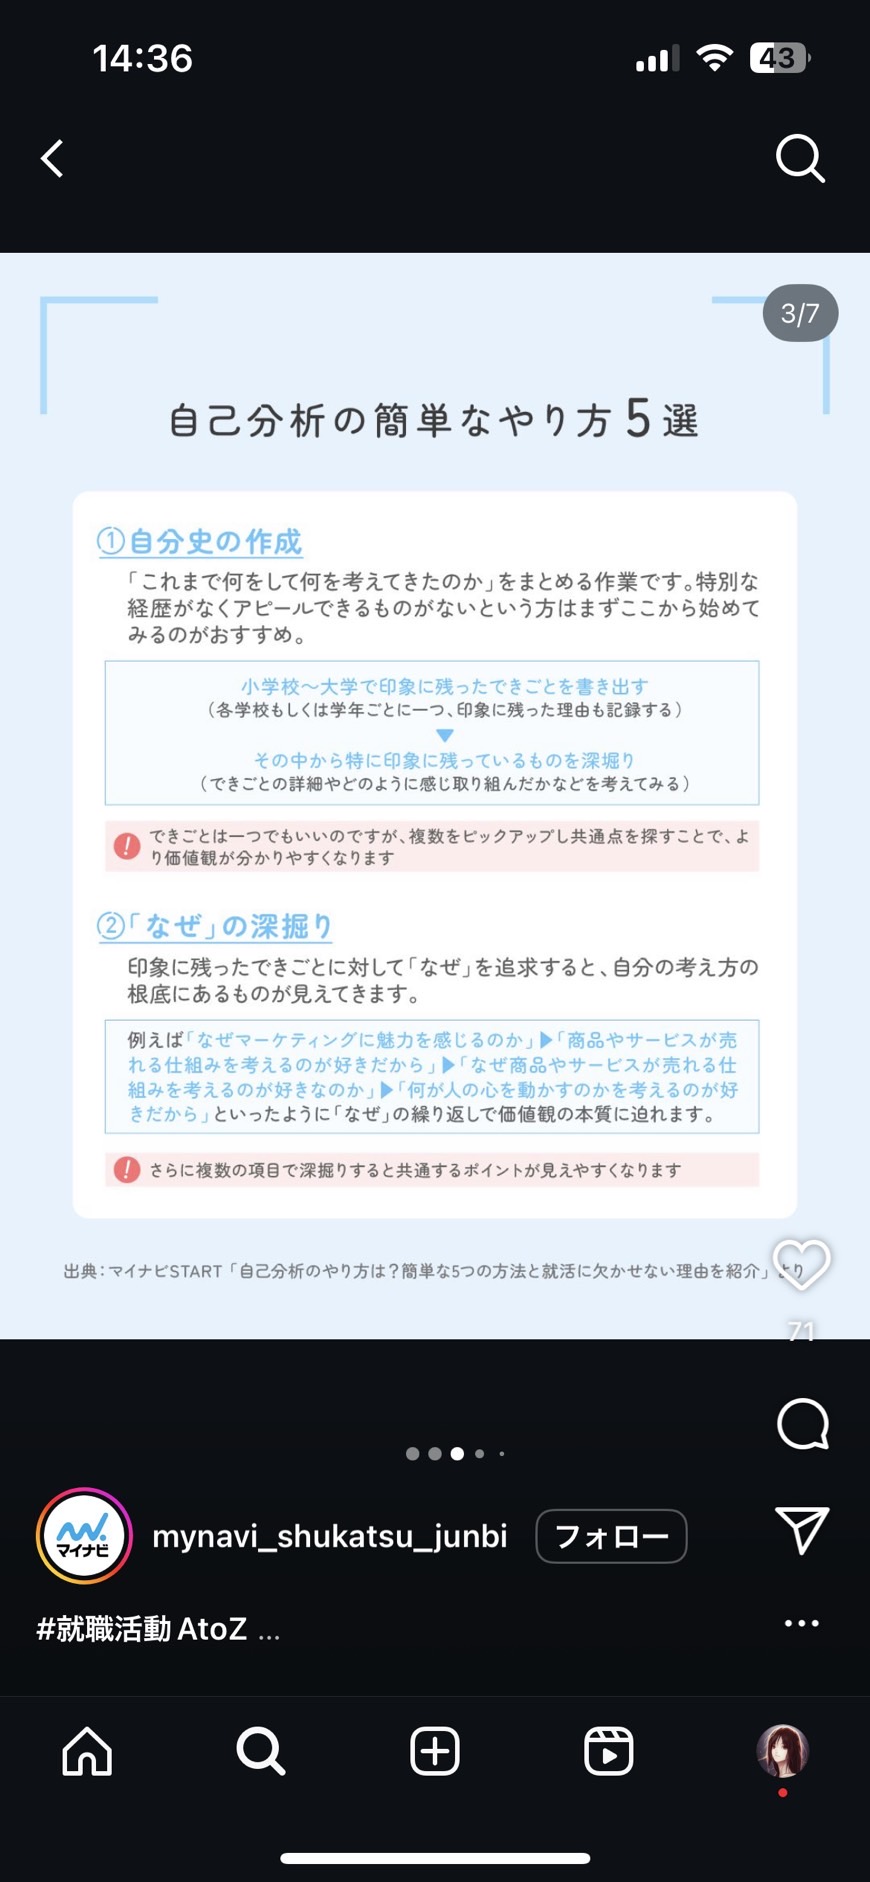 14:36
43
3/7
自己分析の簡単なやり方5選
①自分史の作成
「これまで何をして何を考えてきたのか」をまとめる作業です。特別な
経歴がなくアピールできるものがないという方はまずここから始めて
みるのがおすすめ。
小学校〜大学で印象に残ったできごとを書き出す
(各学校もしくは学年ごとに一つ、印象に残った理由も記録する)
▼
その中から特に印象に残っているものを深堀り
(できごとの詳細やどのように感じ取り組んだかなどを考えてみる)
! できごとは一つでもいいのですが、複数をピックアップし共通点を探すことで、よ
り価値観が分かりやすくなります
②「なぜ」の深掘り
印象に残ったできごとに対して「なぜ」を追求すると、自分の考え方の
根底にあるものが見えてきます。
例えば「なぜマーケティングに魅力を感じるのか」▶「商品やサービスが売
れる仕組みを考えるのが好きだから」▶「なぜ商品やサービスが売れる仕
組みを考えるのが好きなのか」▶「何が人の心を動かすのかを考えるのが好
きだから」といったように「なぜ」の繰り返しで価値観の本質に迫れます。
! さらに複数の項目で深掘りすると共通するポイントが見えやすくなります
出典:マイナビSTART「自己分析のやり方は?簡単な5つの方法と就活に欠かせない理由を紹介」より
71
マイナビ
mynavi_shukatsu_junbi
フォロー
#就職活動AtoZ ...